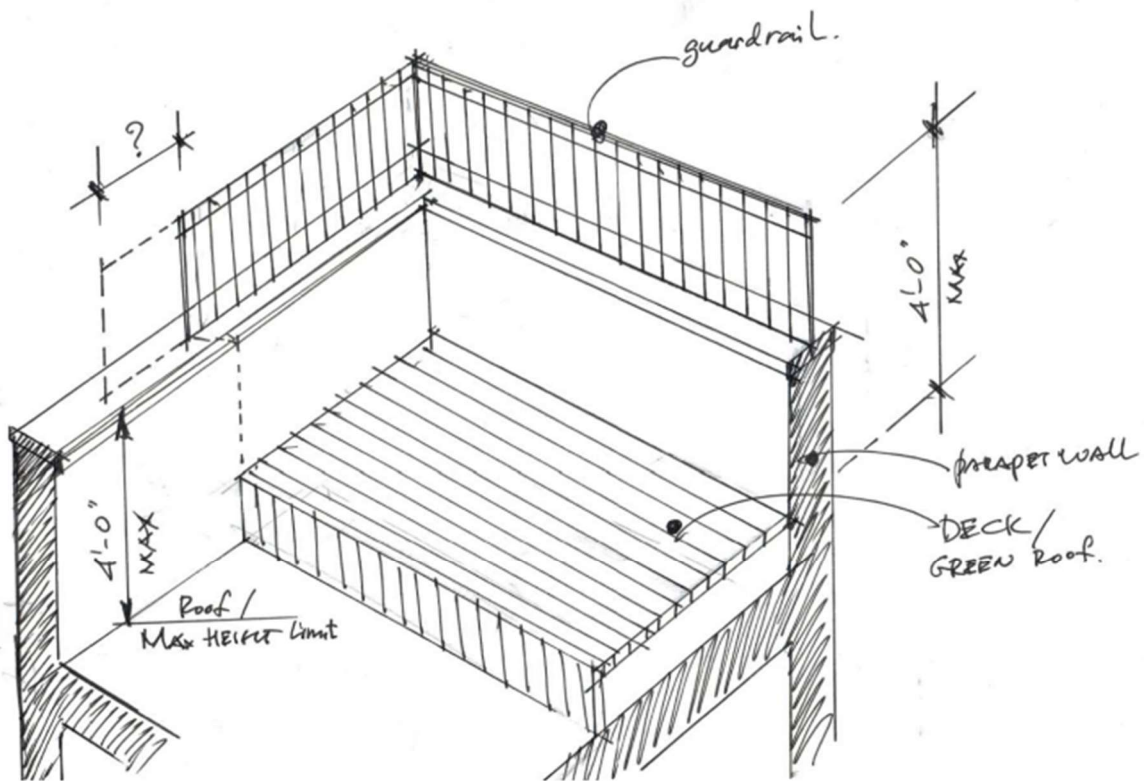 guardrail.
?
4'-0"
MAX
PARAPET WALL
DECK/
GREEN ROOF.
4'-0"
MAX
Roof/
MAX HEIGHT Limit